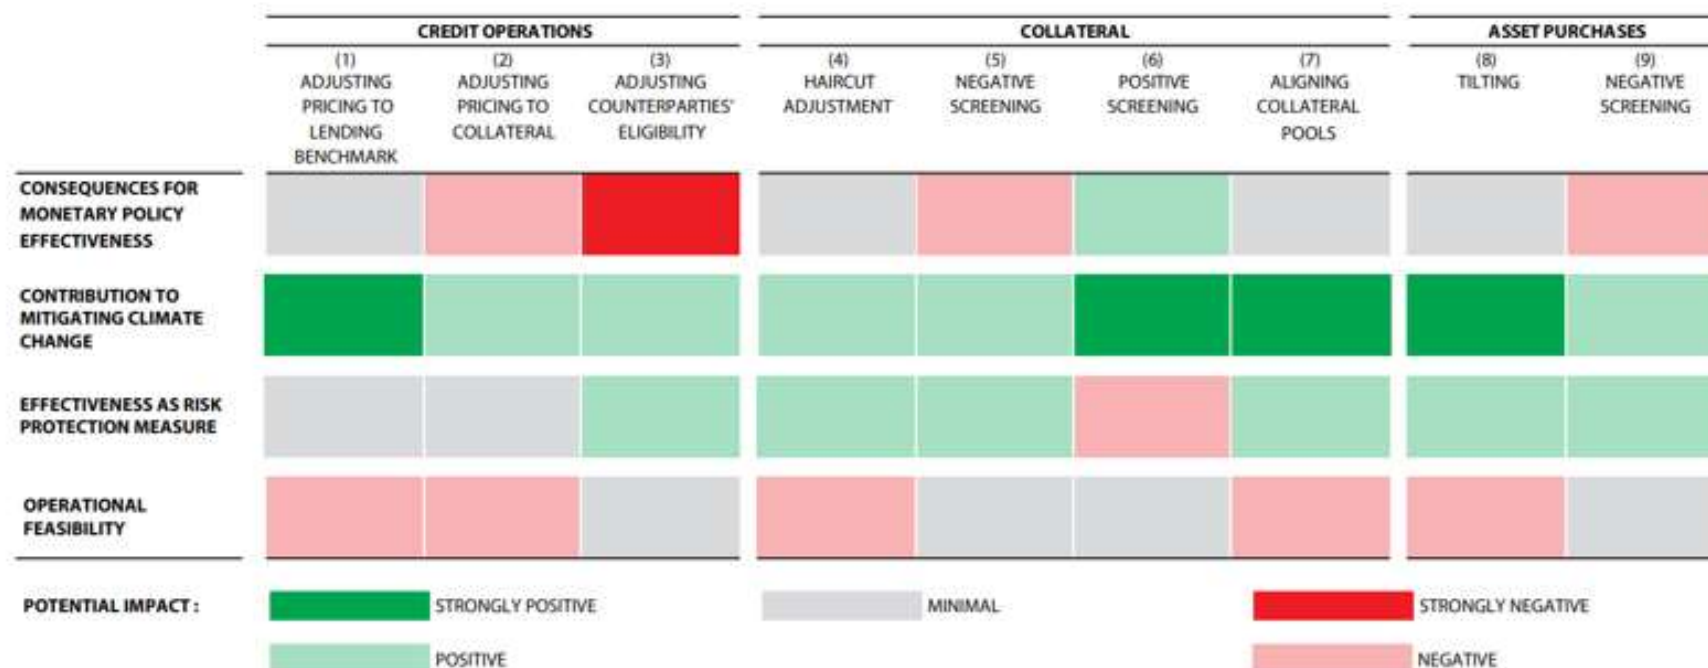 CREDIT OPERATIONS
COLLATERAL
ASSET PURCHASES
(1)
ADJUSTING
PRICING TO
LENDING
BENCHMARK
(2)
ADJUSTING
PRICING TO
COLLATERAL
(3)
ADJUSTING
COUNTERPARTIES'
ELIGIBILITY
(4)
HAIRCUT
ADJUSTMENT
(5)
NEGATIVE
SCREENING
(6)
POSITIVE
SCREENING
(7)
ALIGNING
COLLATERAL
POOLS
(8)
TILTING
(9)
NEGATIVE
SCREENING
CONSEQUENCES FOR
MONETARY POLICY
EFFECTIVENESS
CONTRIBUTION TO
MITIGATING CLIMATE
CHANGE
EFFECTIVENESS AS RISK
PROTECTION MEASURE
OPERATIONAL
FEASIBILITY
POTENTIAL IMPACT :
STRONGLY POSITIVE
MINIMAL
STRONGLY NEGATIVE
POSITIVE
NEGATIVE